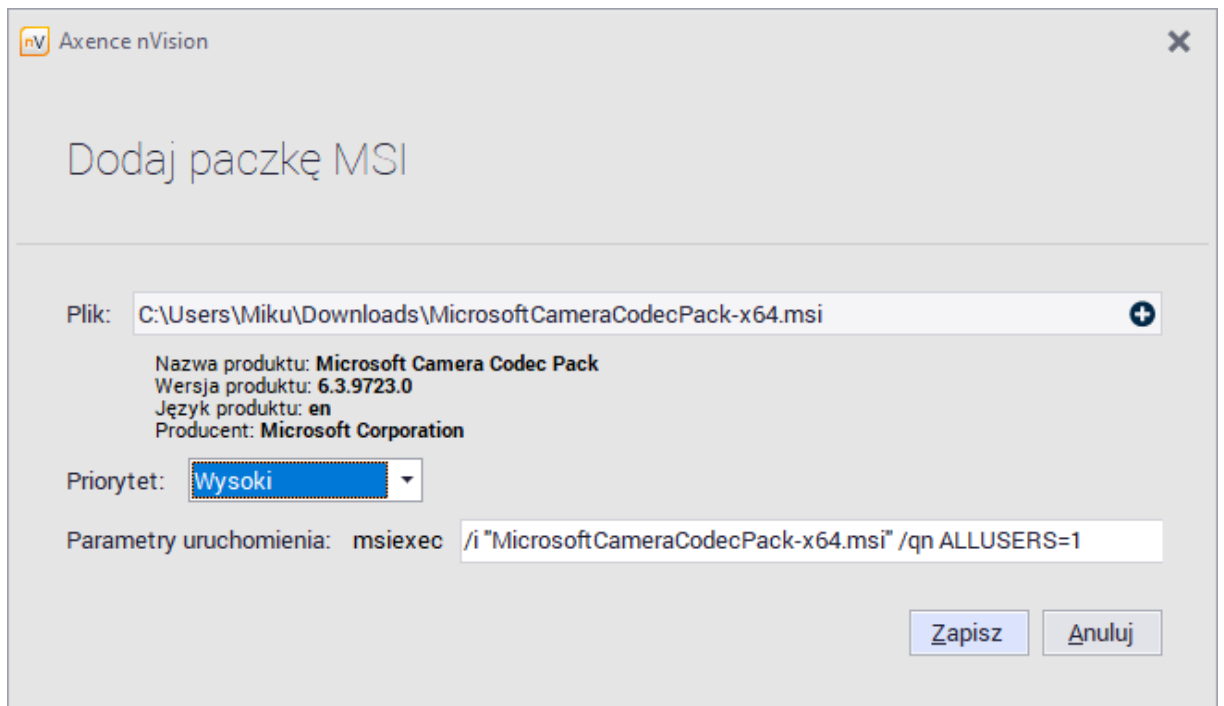 nV Axence nVision
Dodaj paczkę MSI
Plik: C:\Users\Miku\Downloads\MicrosoftCameraCodecPack-x64.msi
Nazwa produktu: Microsoft Camera Codec Pack
Wersja produktu: 6.3.9723.0
Język produktu: en
Producent: Microsoft Corporation
Priorytet: Wysoki
Parametry uruchomienia: msiexec /i "MicrosoftCameraCodecPack-x64.msi" /qn ALLUSERS=1
Zapisz Anuluj